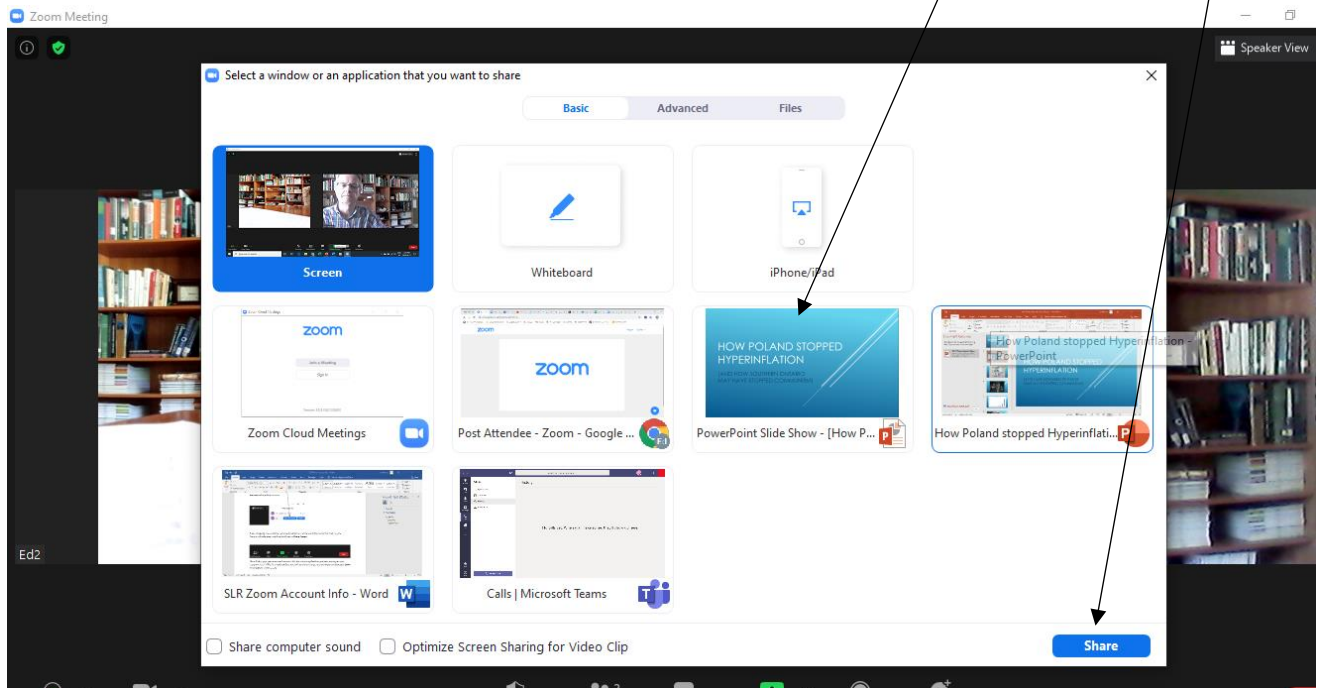 Zoom Meeting
Speaker View
Select a window or an application that you want to share
Basic
Advanced
Files
Screen
Whiteboard
iPhone/iPad
zoom
Zoom Cloud Meetings
zoom
Post Attendee - Zoom - Google ...
HOW POLAND STOPPED
HYPERINFLATION
PowerPoint Slide Show - [How P...
How Poland stopped Hyperinflation -
PowerPoint
How Poland stopped Hyperinflati...
SLR Zoom Account Info - Word
Calls | Microsoft Teams
Ed2
Share computer sound
Optimize Screen Sharing for Video Clip
Share